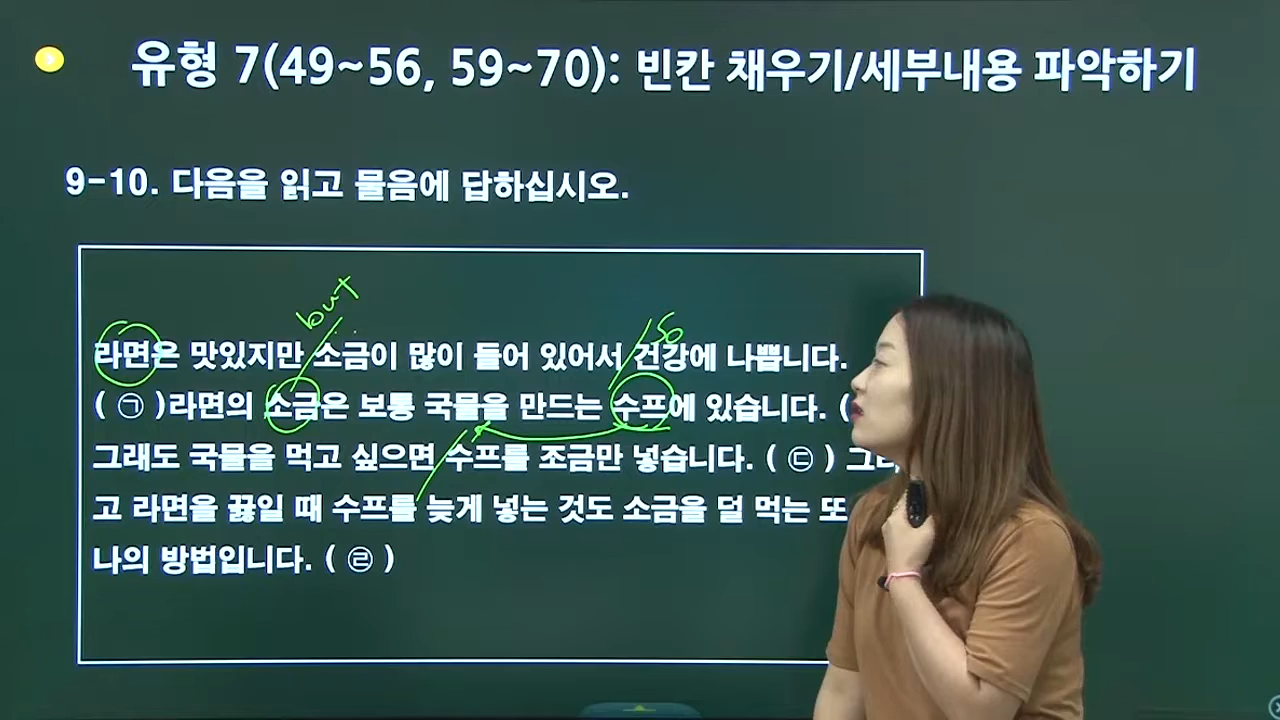 유형 7(49~56, 59~70): 빈칸 채우기/세부내용 파악하기
9-10. 다음을 읽고 물음에 답하십시오.
but
so
라면은 맛있지만 소금이 많이 들어 있어서 건강에 나쁩니다.
( ㉠ )라면의 소금은 보통 국물을 만드는 수프에 있습니다. (
그래도 국물을 먹고 싶으면 수프를 조금만 넣습니다. ( ㉢ ) 그리
고 라면을 끓일 때 수프를 늦게 넣는 것도 소금을 덜 먹는 또
나의 방법입니다. ( ㉣ )